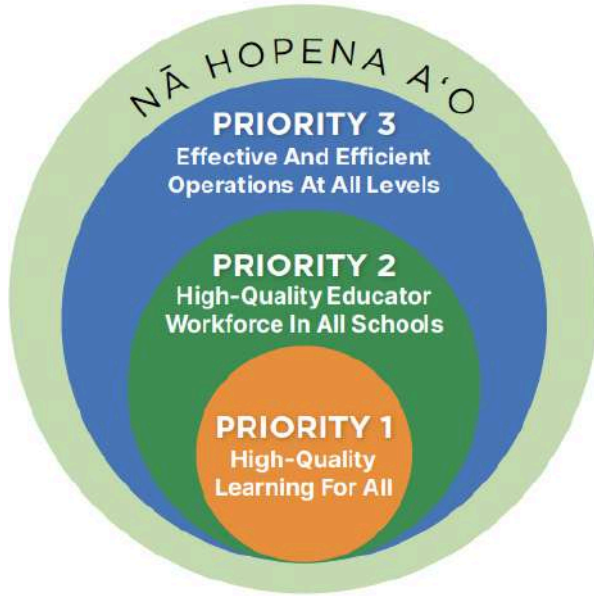 NĀ HOPENA AʻO
PRIORITY 3
Effective And Efficient
Operations At All Levels
PRIORITY 2
High-Quality Educator
Workforce In All Schools
PRIORITY 1
High-Quality
Learning For All